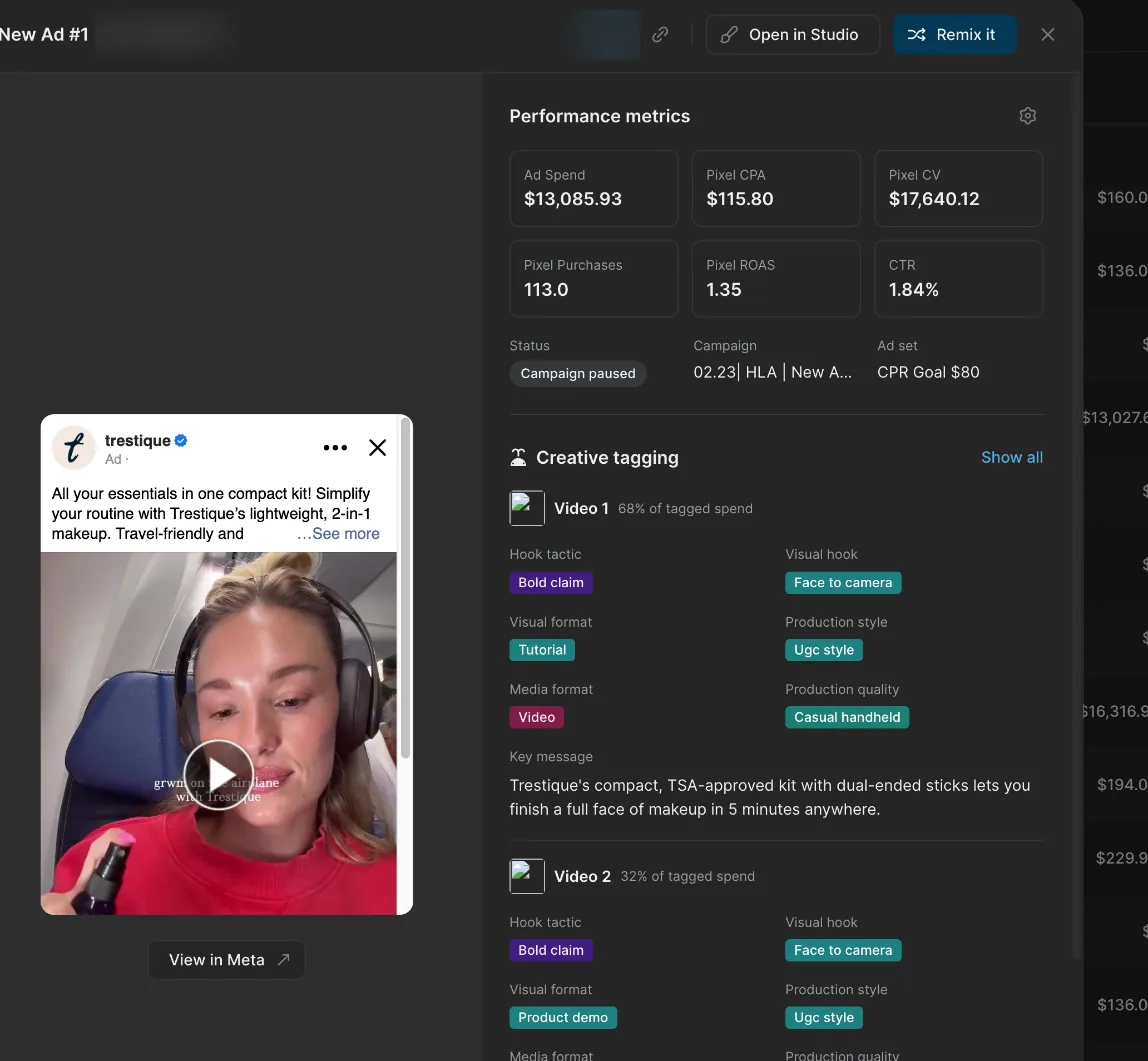 New Ad #1
Open in Studio
Remix it
Performance metrics
Ad Spend
$13,085.93
Pixel CPA
$115.80
Pixel CV
$17,640.12
Pixel Purchases
113.0
Pixel ROAS
1.35
CTR
1.84%
Status
Campaign paused
Campaign
02.23| HLA | New A...
Ad set
CPR Goal $80
t
trestique
Ad ·
All your essentials in one compact kit! Simplify
your routine with Trestique's lightweight, 2-in-1
makeup. Travel-friendly and ...See more
grwm on the airplane
with Trestique
View in Meta
Creative tagging
Show all
Video 1 68% of tagged spend
Hook tactic
Bold claim
Visual hook
Face to camera
Visual format
Tutorial
Production style
Ugc style
Media format
Video
Production quality
Casual handheld
Key message
Trestique's compact, TSA-approved kit with dual-ended sticks lets you
finish a full face of makeup in 5 minutes anywhere.
Video 2 32% of tagged spend
Hook tactic
Bold claim
Visual hook
Face to camera
Visual format
Product demo
Production style
Ugc style
Media format
Production quality
$160.0
$136.0
$
$13,027.6
$
$
$
$16,316.9
$194.0
$229.9
$
$136.0